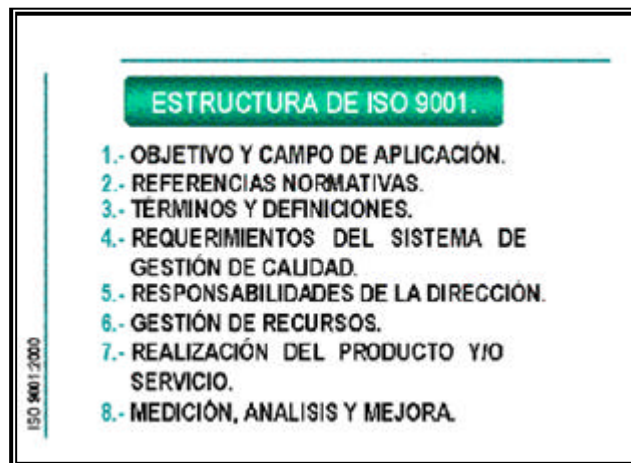 ESTRUCTURA DE ISO 9001.
1.- OBJETIVO Y CAMPO DE APLICACIÓN.
2.- REFERENCIAS NORMATIVAS.
3.- TÉRMINOS Y DEFINICIONES.
4.- REQUERIMIENTOS DEL SISTEMA DE
GESTIÓN DE CALIDAD.
5.- RESPONSABILIDADES DE LA DIRECCIÓN.
6.- GESTIÓN DE RECURSOS.
7.- REALIZACIÓN DEL PRODUCTO Y/O
SERVICIO.
8.- MEDICIÓN, ANALISIS Y MEJORA.
ISO 9001:2000